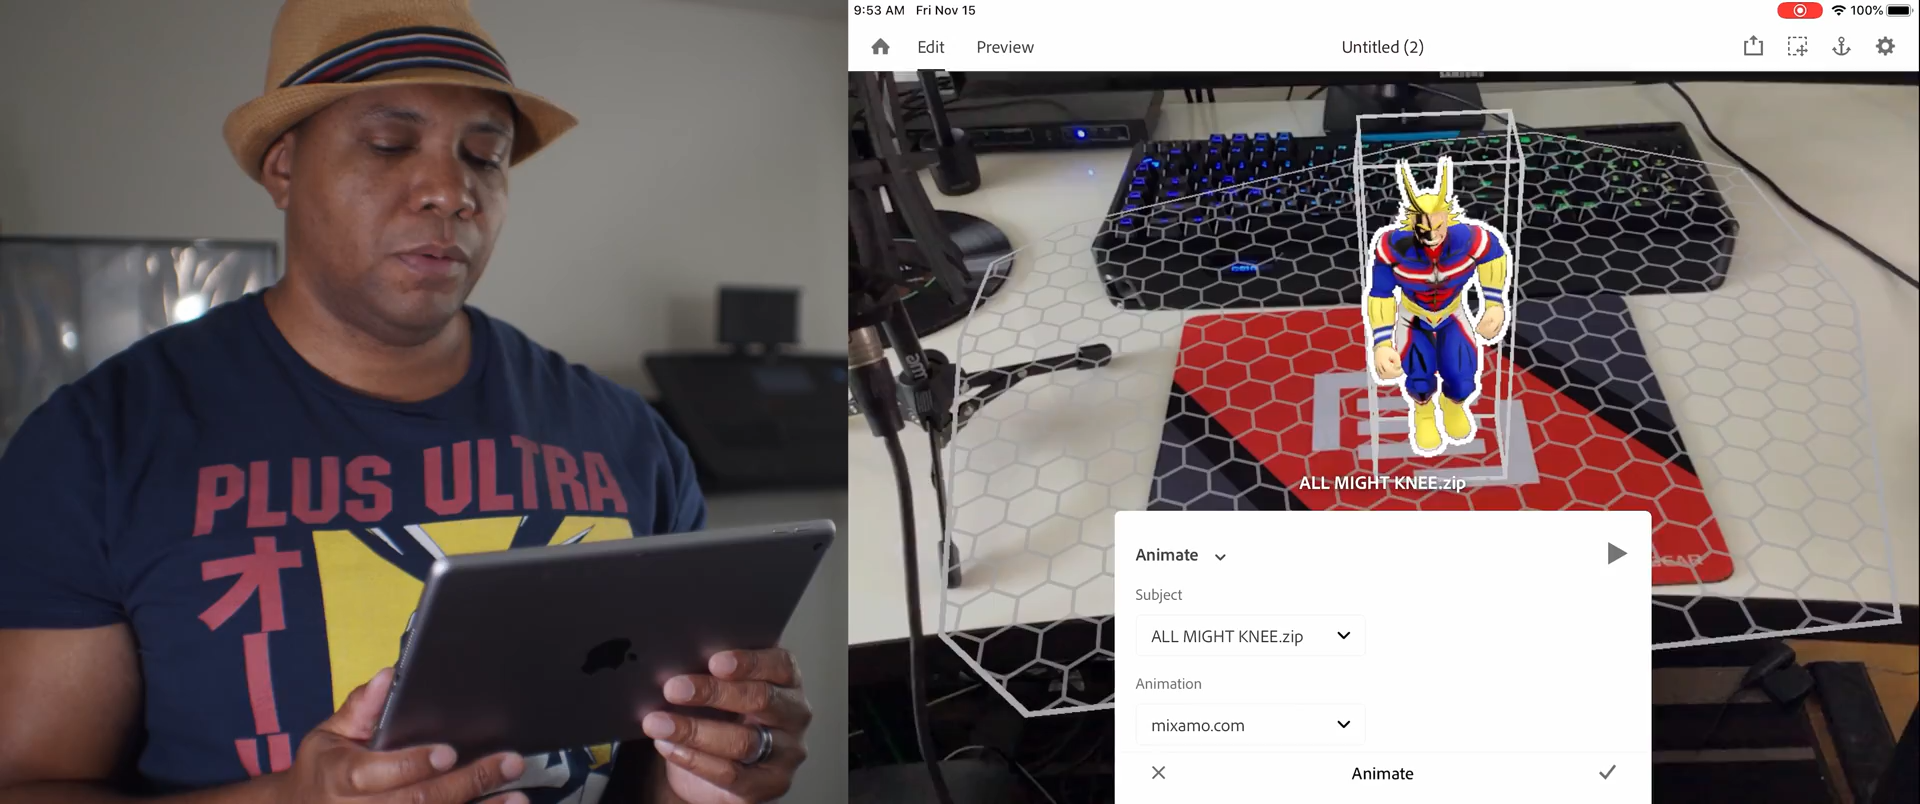 9:53 AM Fri Nov 15
100%
Edit Preview Untitled (2)
PLUS ULTRA
オー
ALL MIGHT KNEE.zip
Animate
Subject
ALL MIGHT KNEE.zip
Animation
mixamo.com
Animate